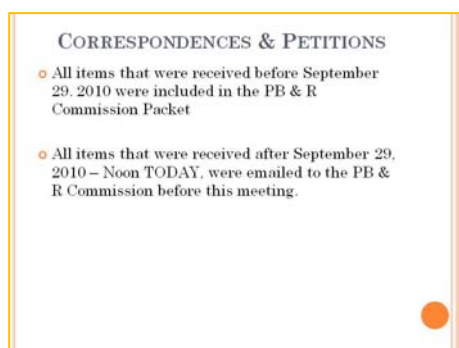 CORRESPONDENCES & PETITIONS
All items that were received before September
29. 2010 were included in the PB & R
Commission Packet
All items that were received after September 29,
2010 – Noon TODAY, were emailed to the PB &
R Commission before this meeting.